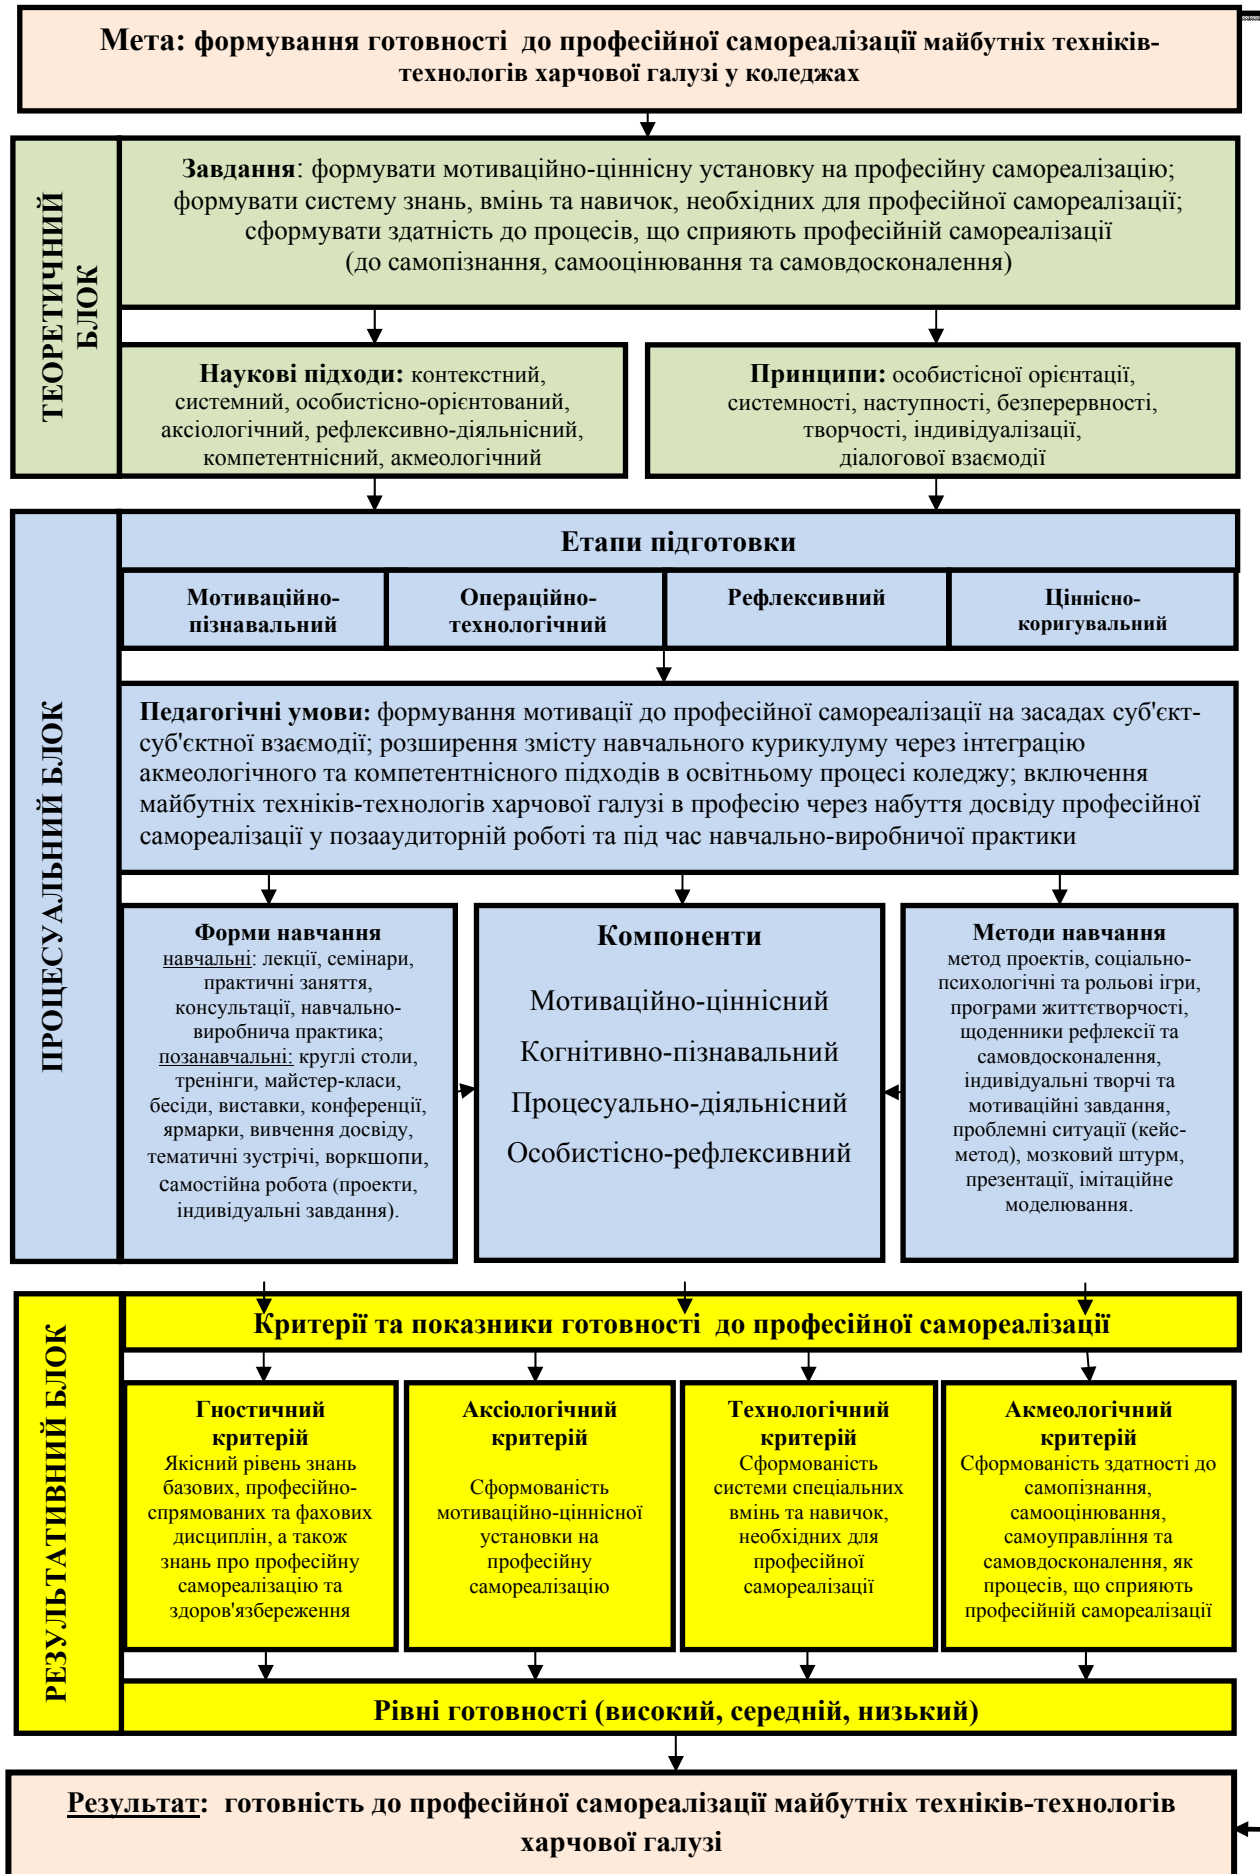 Мета: формування готовності до професійної самореалізації майбутніх техніків-
технологів харчової галузі у коледжах
ТЕОРЕТИЧНИЙ
БЛОК
Завдання: формувати мотиваційно-ціннісну установку на професійну самореалізацію;
формувати систему знань, вмінь та навичок, необхідних для професійної самореалізації;
сформувати здатність до процесів, що сприяють професійній самореалізації
(до самопізнання, самооцінювання та самовдосконалення)
Наукові підходи: контекстний,
системний, особистісно-орієнтований,
аксіологічний, рефлексивно-діяльнісний,
компетентнісний, акмеологічний
Принципи: особистісної орієнтації,
системності, наступності, безперервності,
творчості, індивідуалізації,
діалогової взаємодії
ПРОЦЕСУАЛЬНИЙ БЛОК
Етапи підготовки
Мотиваційно-
пізнавальний
Операційно-
технологічний
Рефлексивний
Ціннісно-
коригувальний
Педагогічні умови: формування мотивації до професійної самореалізації на засадах суб'єкт-
суб'єктної взаємодії; розширення змісту навчального курикулуму через інтеграцію
акмеологічного та компетентнісного підходів в освітньому процесі коледжу; включення
майбутніх техніків-технологів харчової галузі в професію через набуття досвіду професійної
самореалізації у позааудиторній роботі та під час навчально-виробничої практики
Форми навчання
навчальні: лекції, семінари,
практичні заняття,
консультації, навчально-
виробнича практика;
позанавчальні: круглі столи,
тренінги, майстер-класи,
бесіди, виставки, конференції,
ярмарки, вивчення досвіду,
тематичні зустрічі, воркшопи,
самостійна робота (проекти,
індивідуальні завдання).
Компоненти
Мотиваційно-ціннісний
Когнітивно-пізнавальний
Процесуально-діяльнісний
Особистісно-рефлексивний
Методи навчання
метод проектів, соціально-
психологічні та рольові ігри,
програми життєтворчості,
щоденники рефлексії та
самовдосконалення,
індивідуальні творчі та
мотиваційні завдання,
проблемні ситуації (кейс-
метод), мозковий штурм,
презентації, імітаційне
моделювання.
РЕЗУЛЬТАТИВНИЙ БЛОК
Критерії та показники готовності до професійної самореалізації
Гностичний
критерій
Якісний рівень знань
базових, професійно-
спрямованих та фахових
дисциплін, а також
знань про професійну
самореалізацію та
здоров'язбереження
Аксіологічний
критерій
Сформованість
мотиваційно-ціннісної
установки на
професійну
самореалізацію
Технологічний
критерій
Сформованість
системи спеціальних
вмінь та навичок,
необхідних для
професійної
самореалізації
Акмеологічний
критерій
Сформованість здатності до
самопізнання,
самооцінювання,
самоуправління та
самовдосконалення, як
процесів, що сприяють
професійній самореалізації
Рівні готовності (високий, середній, низький)
Результат: готовність до професійної самореалізації майбутніх техніків-технологів
харчової галузі